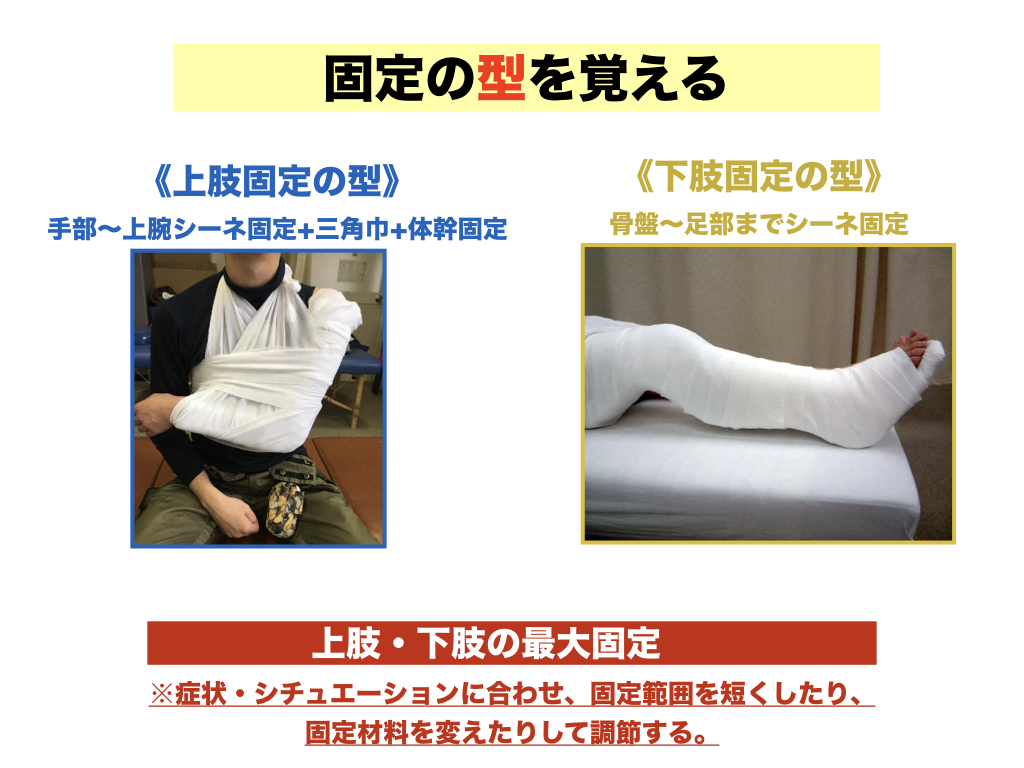 固定の型を覚える
《上肢固定の型》
手部〜上腕シーネ固定+三角巾+体幹固定
《下肢固定の型》
骨盤〜足部までシーネ固定
上肢・下肢の最大固定
※症状・シチュエーションに合わせ、固定範囲を短くしたり、
固定材料を変えたりして調節する。